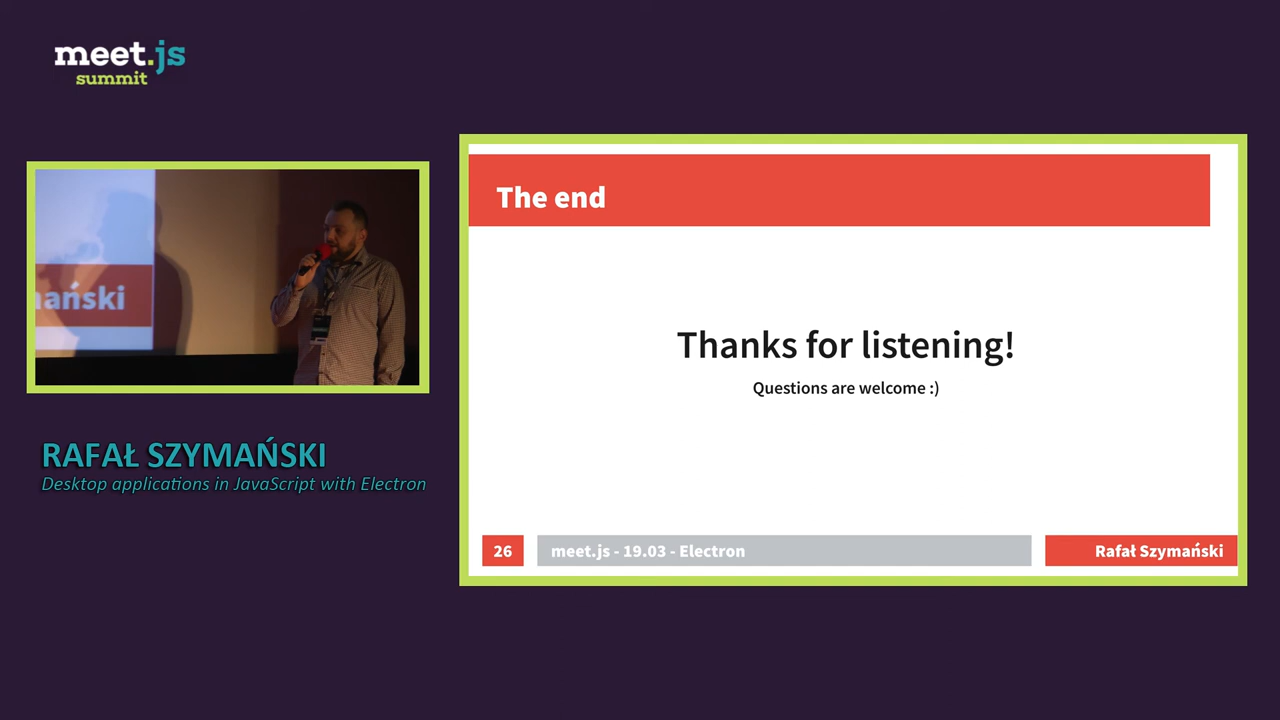 meet.js
summit
mański
RAFAŁ SZYMAŃSKI
Desktop applications in JavaScript with Electron
The end
Thanks for listening!
Questions are welcome :)
26
meet.js - 19.03 - Electron
Rafał Szymański